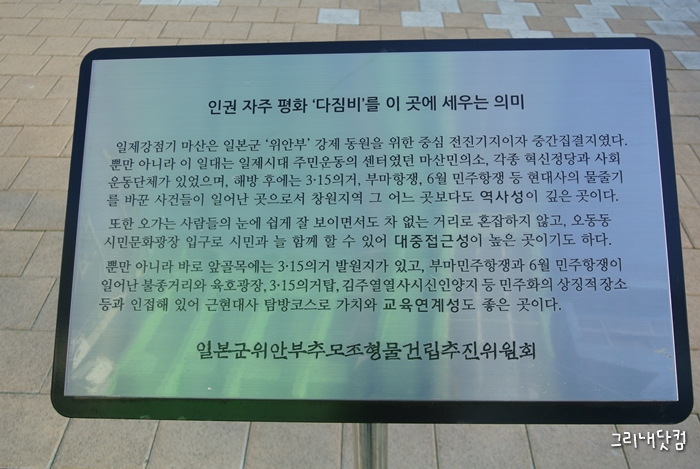 인권 자주 평화 '다짐비'를 이 곳에 세우는 의미
일제강점기 마산은 일본군 '위안부' 강제 동원을 위한 중심 전진기지이자 중간집결지였다.
뿐만 아니라 이 일대는 일제시대 주민운동의 센터였던 마산민의소, 각종 혁신정당과 사회
운동단체가 있었으며, 해방 후에는 3·15의거, 부마항쟁, 6월 민주항쟁 등 현대사의 물줄기
를 바꾼 사건들이 일어난 곳으로서 창원지역 그 어느 곳보다도 역사성이 깊은 곳이다.
또한 오가는 사람들의 눈에 쉽게 잘 보이면서도 차 없는 거리로 혼잡하지 않고, 오동동
시민문화광장 입구로 시민과 늘 함께 할 수 있어 대중접근성이 높은 곳이기도 하다.
뿐만 아니라 바로 앞골목에는 3·15의거 발원지가 있고, 부마민주항쟁과 6월 민주항쟁이
일어난 불종거리와 육호광장, 3·15의거탑, 김주열열사시신인양지 등 민주화의 상징적 장소
등과 인접해 있어 근현대사 탐방코스로 가치와 교육연계성도 좋은 곳이다.
일본군위안부추모조형물건립추진위원회
그리내닷컴